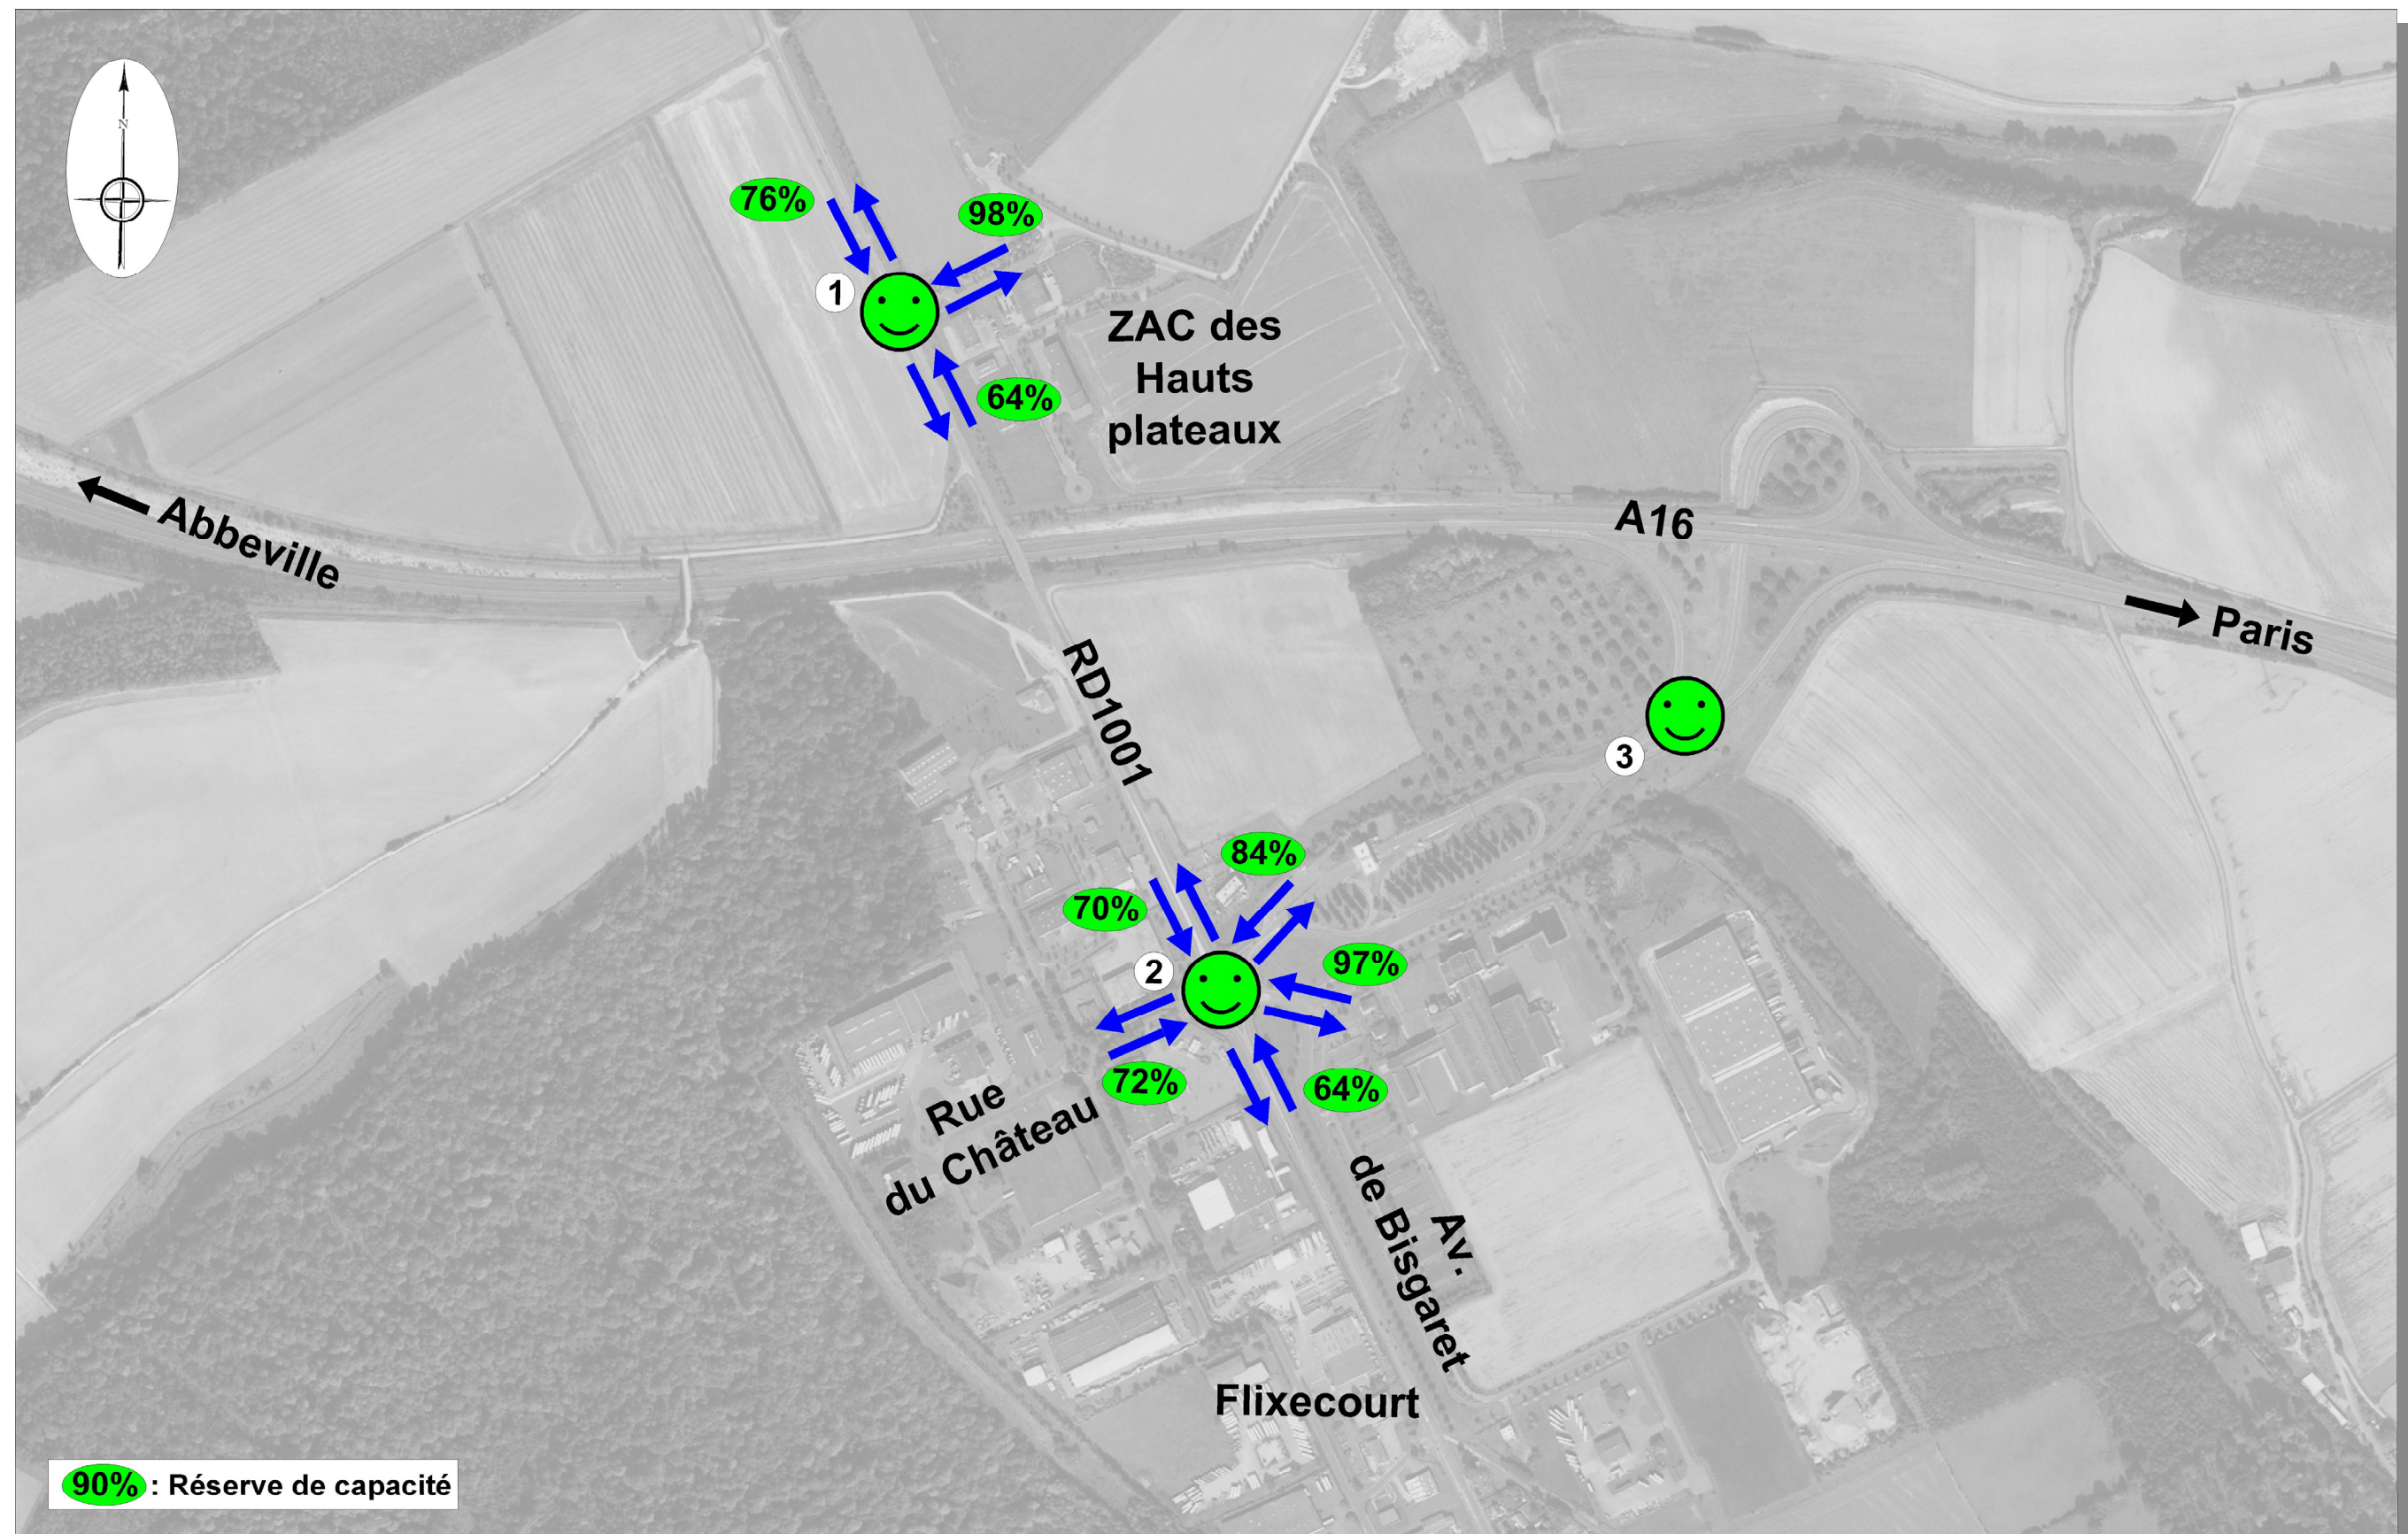 N
76%
98%
1
ZAC des
Hauts
plateaux
64%
Abbeville
A16
Paris
RD1001
3
84%
70%
97%
2
72%
64%
Rue
du Château
Av.
de Bisgaret
Flixecourt
90% : Réserve de capacité